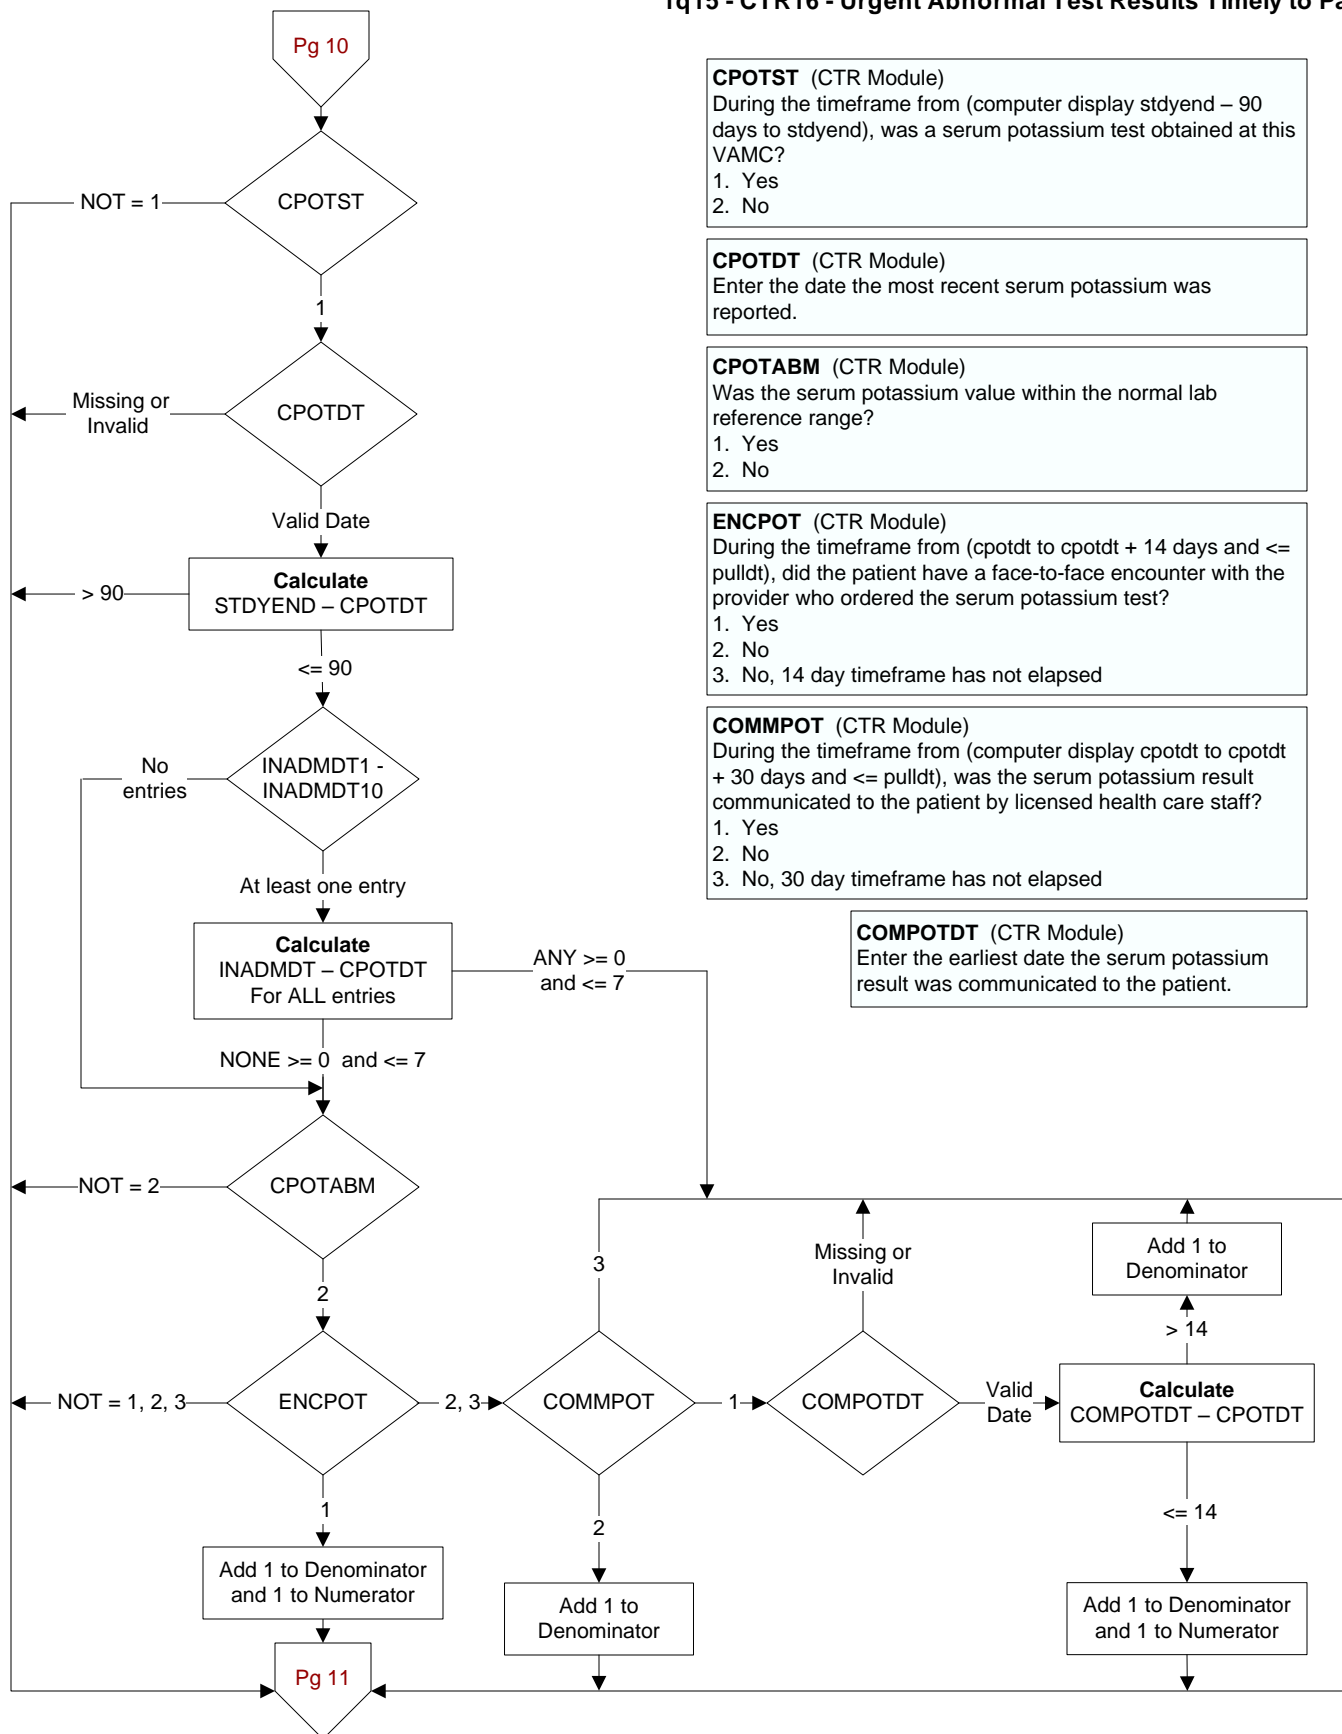 1q15 - CTR16 - Urgent Abnormal Test Results Timely to Pa
Pg 10
CPOTST (CTR Module)
During the timeframe from (computer display stdyend – 90
days to stdyend), was a serum potassium test obtained at this
VAMC?
1. Yes
2. No
CPOTDT (CTR Module)
Enter the date the most recent serum potassium was
reported.
CPOTABM (CTR Module)
Was the serum potassium value within the normal lab
reference range?
1. Yes
2. No
ENCPOT (CTR Module)
During the timeframe from (cpotdt to cpotdt + 14 days and <=
pulldt), did the patient have a face-to-face encounter with the
provider who ordered the serum potassium test?
1. Yes
2. No
3. No, 14 day timeframe has not elapsed
COMMPOT (CTR Module)
During the timeframe from (computer display cpotdt to cpotdt
+ 30 days and <= pulldt), was the serum potassium result
communicated to the patient by licensed health care staff?
1. Yes
2. No
3. No, 30 day timeframe has not elapsed
COMPOTDT (CTR Module)
Enter the earliest date the serum potassium
result was communicated to the patient.
NOT = 1
CPOTST
1
Missing or
Invalid
CPOTDT
Valid Date
> 90
Calculate
STDYEND – CPOTDT
<= 90
No
entries
INADMDT1 -
INADMDT10
At least one entry
Calculate
INADMDT – CPOTDT
For ALL entries
ANY >= 0
and <= 7
NONE >= 0 and <= 7
NOT = 2
CPOTABM
2
3
Missing or
Invalid
Add 1 to
Denominator
> 14
NOT = 1, 2, 3
ENCPOT
2, 3
COMMPOT
1
COMPOTDT
Valid
Date
Calculate
COMPOTDT – CPOTDT
1
2
<= 14
Add 1 to Denominator
and 1 to Numerator
Add 1 to
Denominator
Add 1 to Denominator
and 1 to Numerator
Pg 11